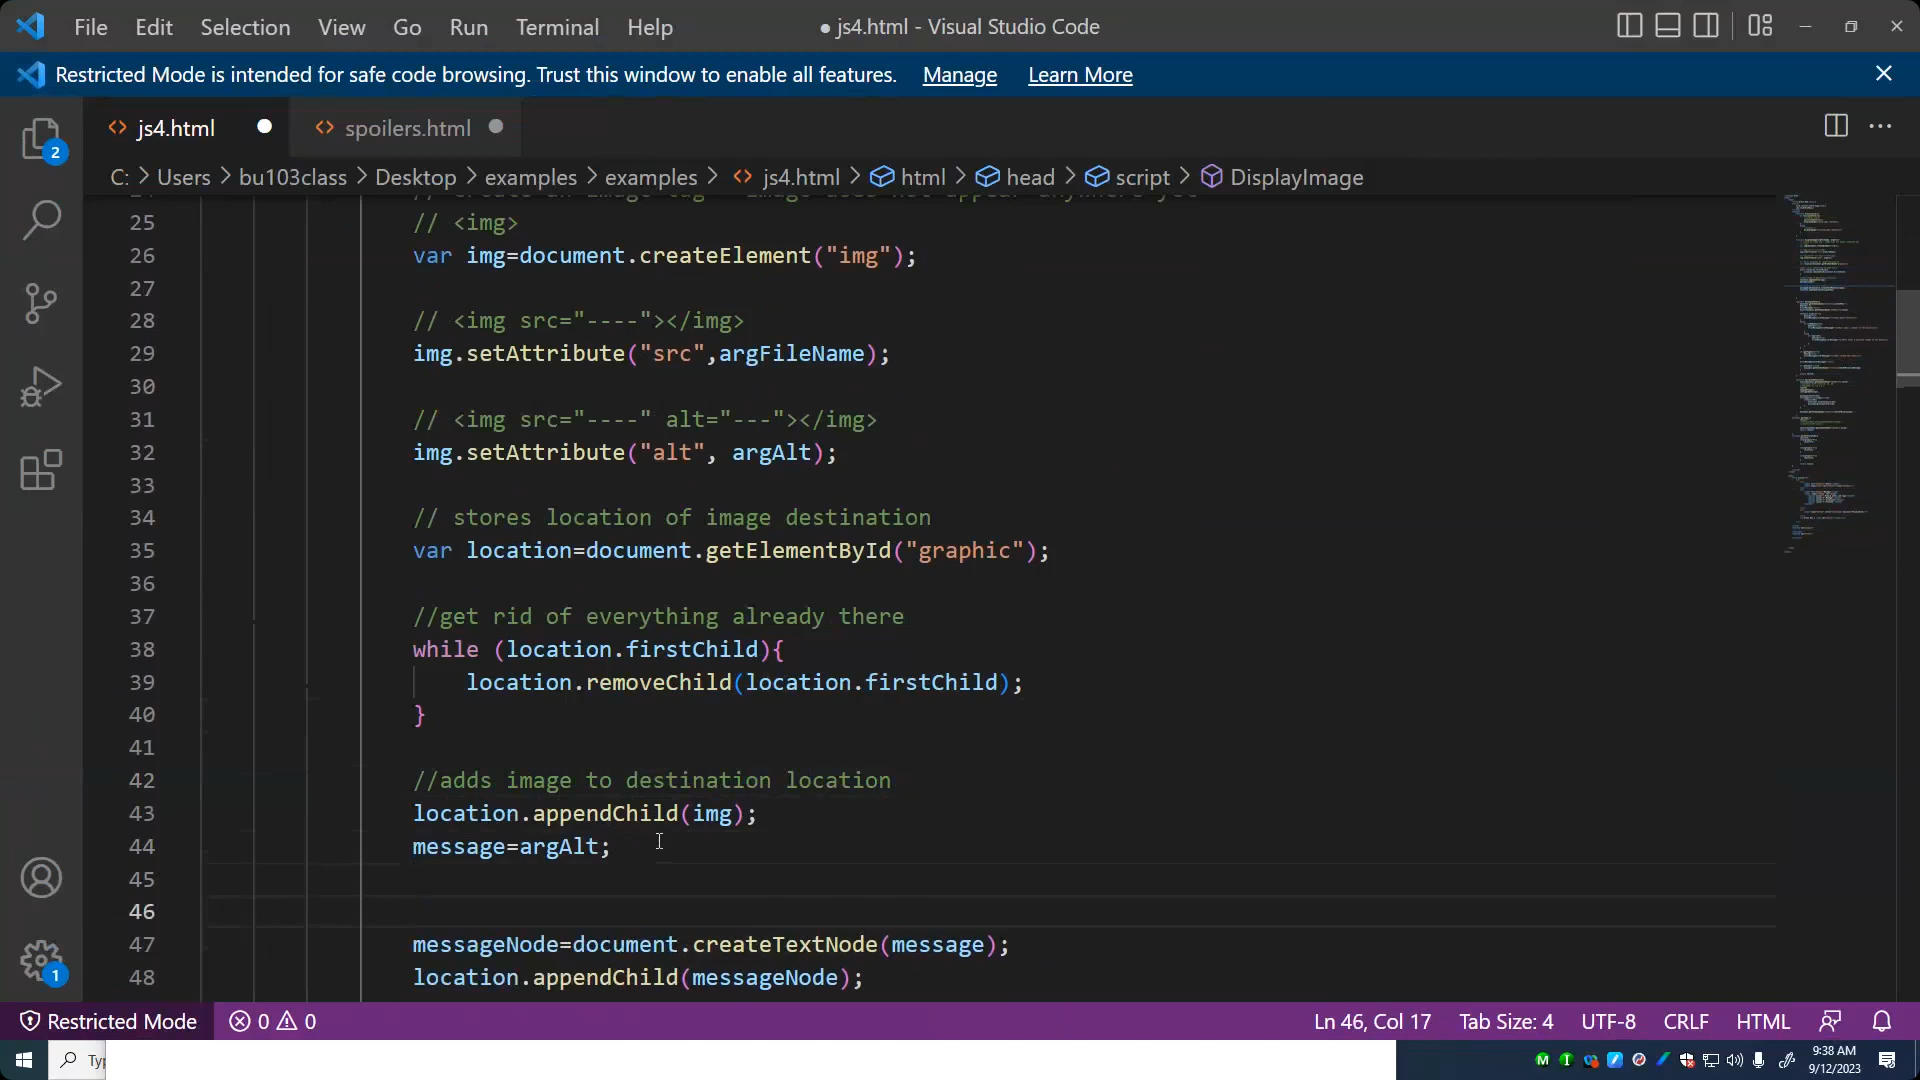 File Edit Selection View Go Run Terminal Help
● js4.html - Visual Studio Code
Restricted Mode is intended for safe code browsing. Trust this window to enable all features. Manage Learn More
js4.html
spoilers.html
2
C: > Users > bu103class > Desktop > examples > examples > js4.html > html > head > script > DisplayImage
25 // <img>
26 var img=document.createElement("img");
27
28 // <img src="----"></img>
29 img.setAttribute("src",argFileName);
30
31 // <img src="----" alt="---"></img>
32 img.setAttribute("alt", argAlt);
33
34 // stores location of image destination
35 var location=document.getElementById("graphic");
36
37 //get rid of everything already there
38 while (location.firstChild){
39 location.removeChild(location.firstChild);
40 }
41
42 //adds image to destination location
43 location.appendChild(img);
44 message=argAlt;
45
46
47 messageNode=document.createTextNode(message);
48 location.appendChild(messageNode);
1
Restricted Mode 0 0 Ln 46, Col 17 Tab Size: 4 UTF-8 CRLF HTML
9:38 AM
9/12/2023